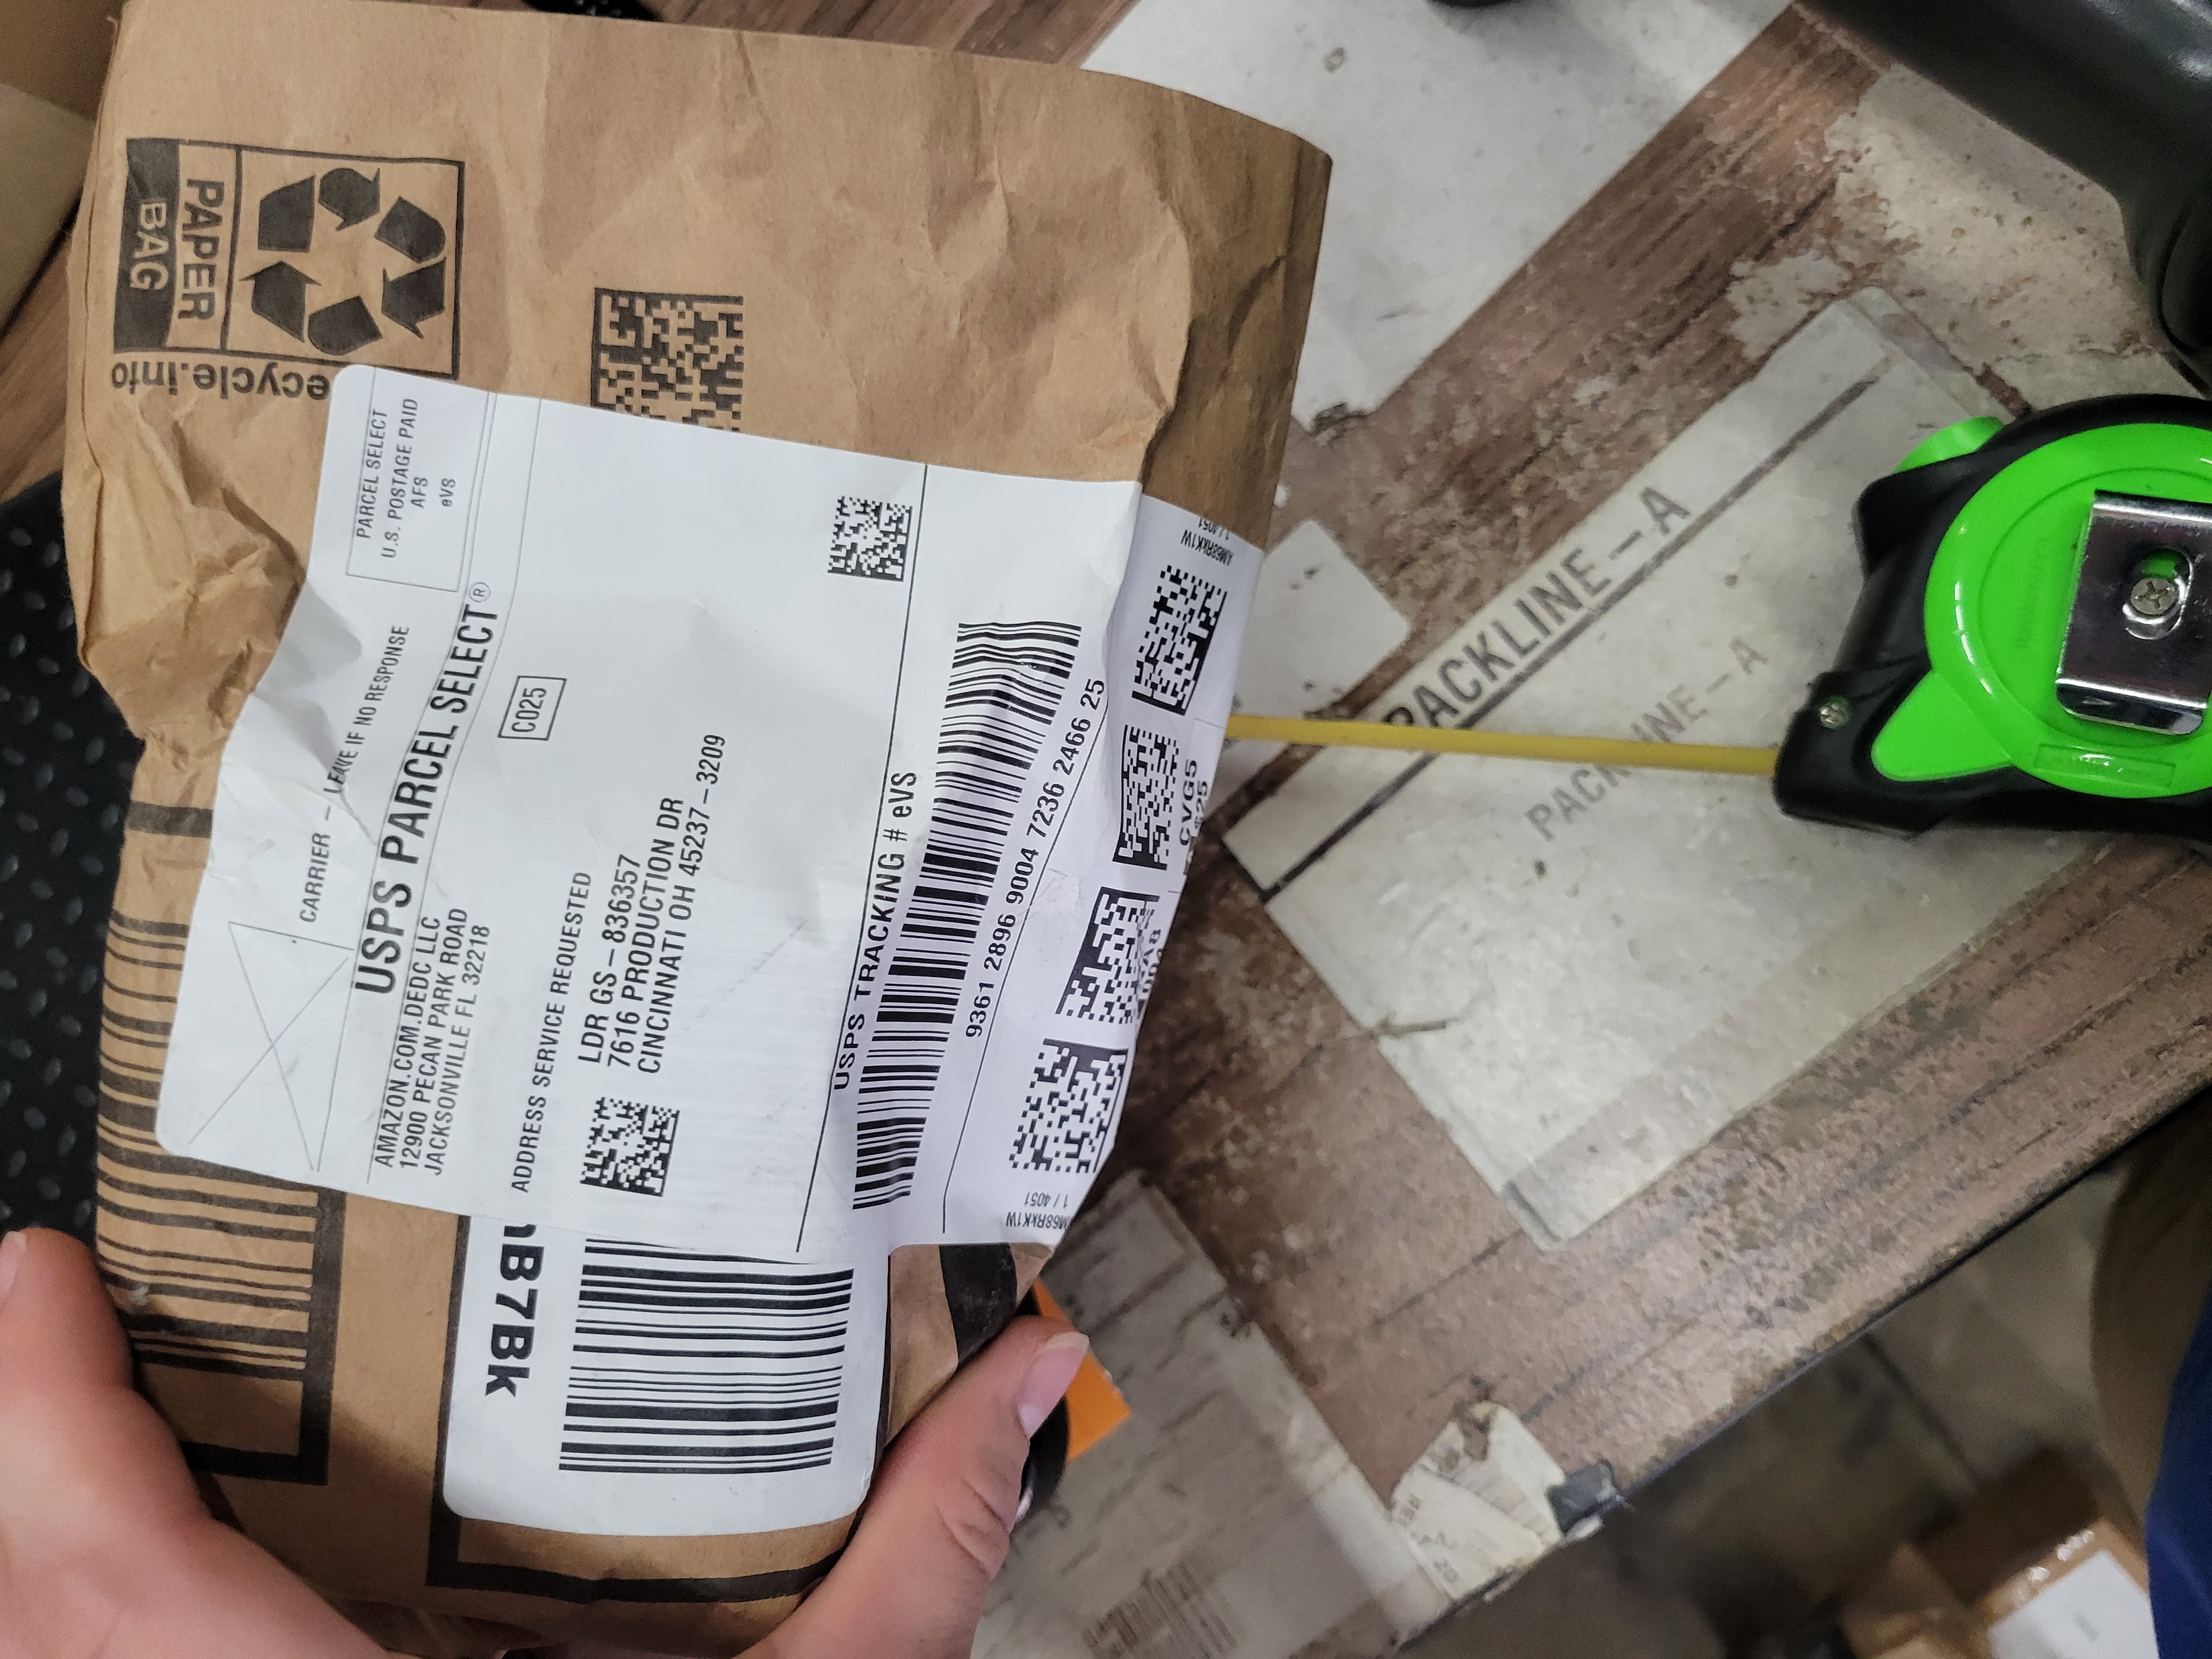 PAPER
BAG
ecycle.info
PARCEL SELECT
U.S. POSTAGE PAID
AFS
eVS
CARRIER – LEAVE IF NO RESPONSE
USPS PARCEL SELECT®
AMAZON.COM.DEDC LLC
12900 PECAN PARK ROAD
JACKSONVILLE FL 32218
C025
ADDRESS SERVICE REQUESTED
LDR GS–836357
7616 PRODUCTION DR
CINCINNATI OH 45237–3209
USPS TRACKING # eVS
9361 2896 9004 7236 2466 25
1 / 4051
CVG5
1 / 4051
B7Bk
PACKLINE – A
PACKLINE – A